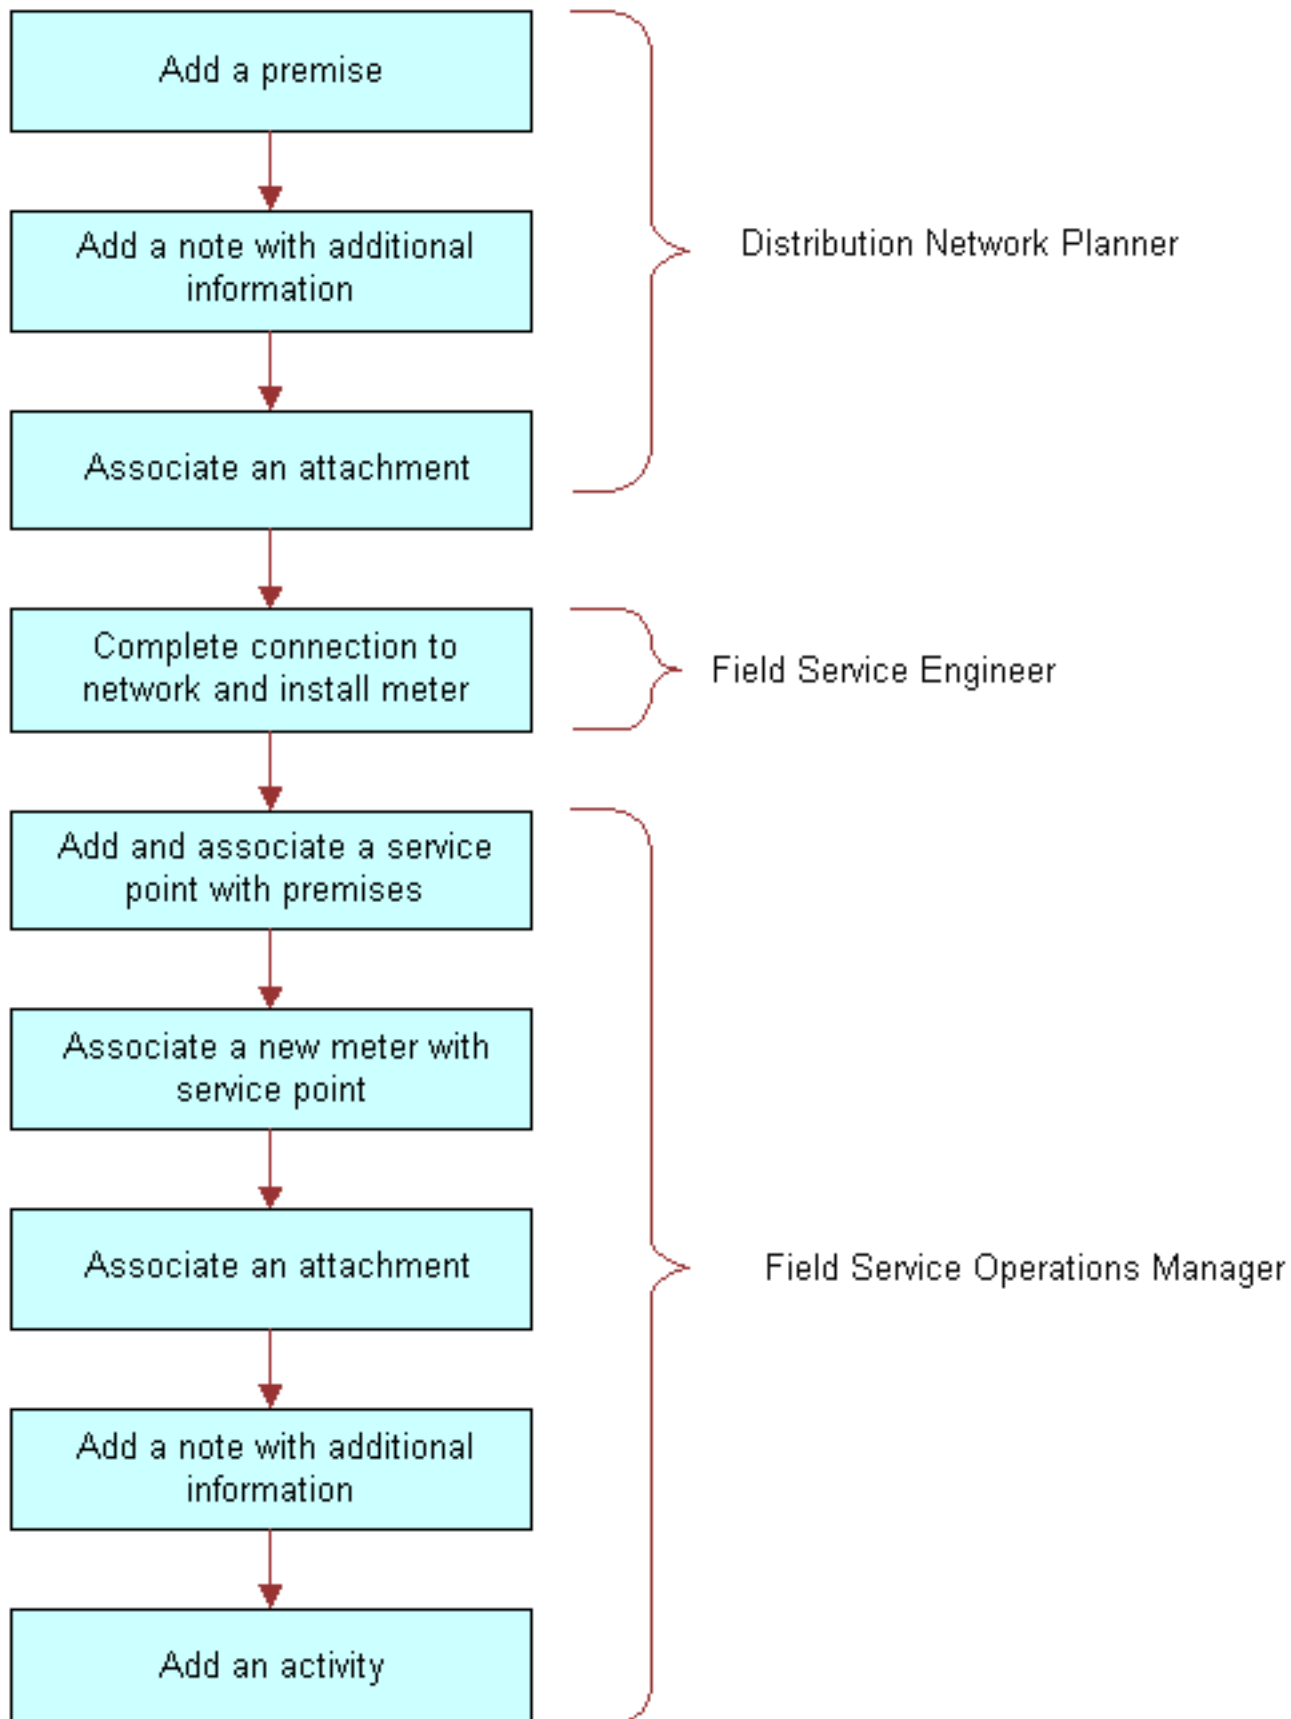 Add a premise
Add a note with additional
information
Distribution Network Planner
Associate an attachment
Complete connection to
network and install meter
Field Service Engineer
Add and associate a service
point with premises
Associate a new meter with
service point
Associate an attachment
Field Service Operations Manager
Add a note with additional
information
Add an activity